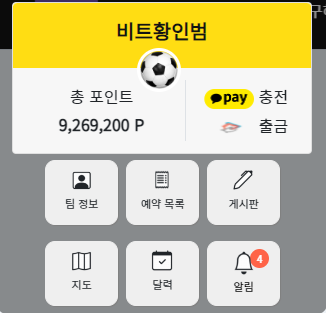 구
비트황인범
총 포인트
pay 충전
9,269,200 P
출금
팀 정보
예약 목록
게시판
4
지도
달력
알림